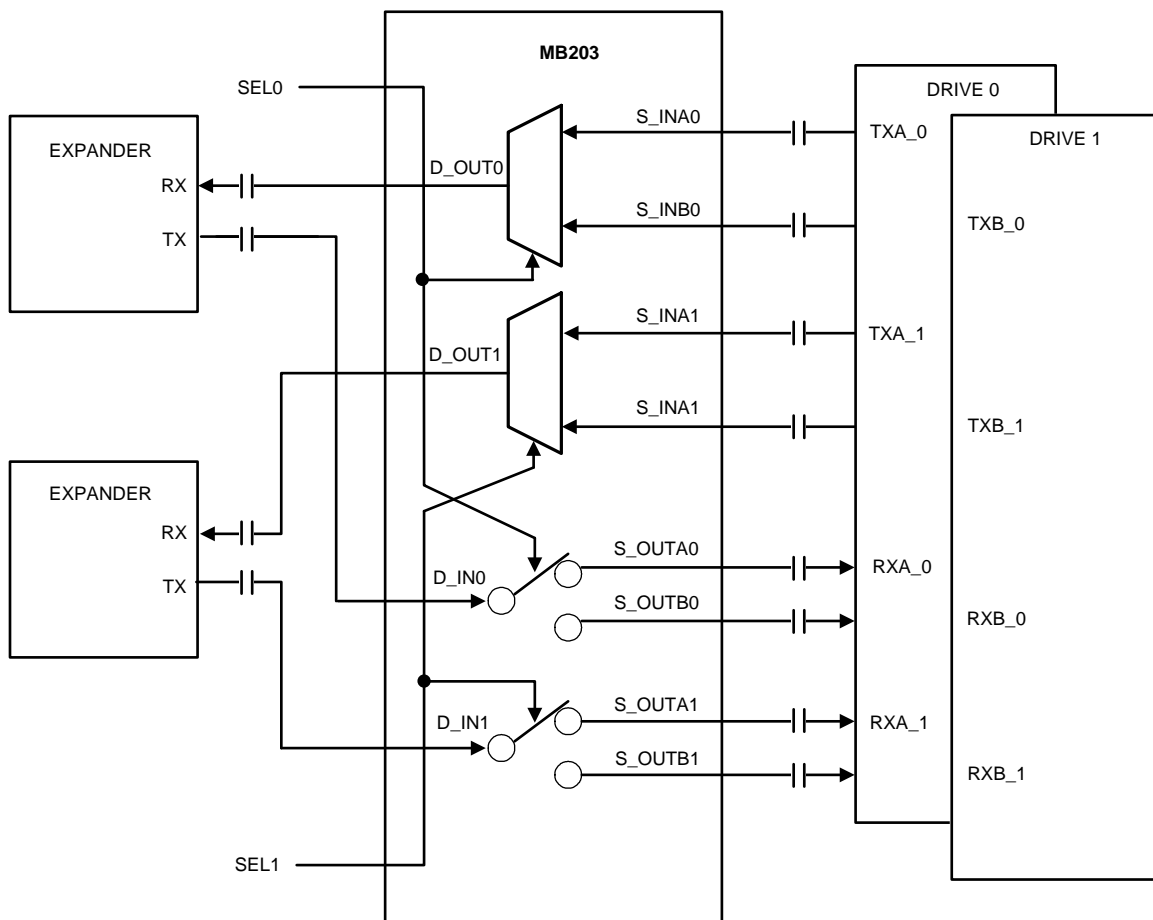 MB203
SEL0
DRIVE 0
S_INA0
TXA_0
DRIVE 1
EXPANDER
D_OUT0
RX
S_INB0
TXB_0
TX
S_INA1
TXA_1
D_OUT1
S_INA1
TXB_1
EXPANDER
RX
S_OUTA0
RXA_0
TX
D_IN0
S_OUTB0
RXB_0
S_OUTA1
RXA_1
D_IN1
S_OUTB1
RXB_1
SEL1